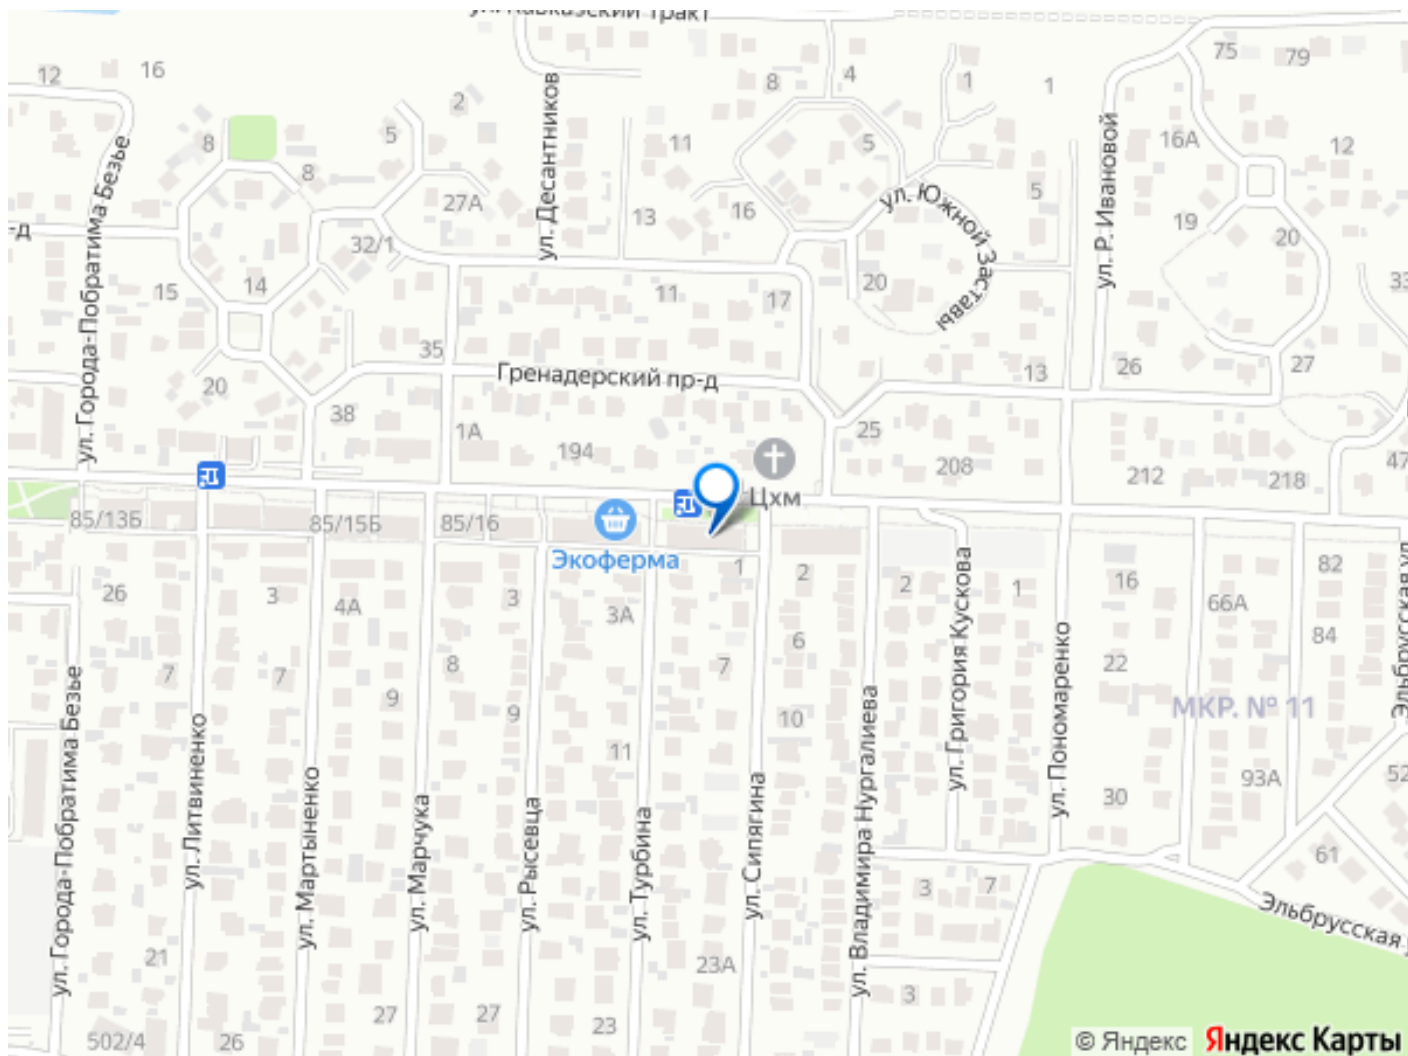 ул. Кавказский Тракт
75
79
12
16
8
4
1
1
2
5
8
11
5
16А
12
ул. Десантников
ул. Р. Ивановой
ул. Города-Побратима Безье
8
27А
13
16
ул. Южной Заставы
5
19
20
-д
32/1
14
15
11
17
20
33
35
20
Гренадерский пр-д
13
26
27
38
1А
194
25
208
212
218
47
Цхм
85/13Б
85/15Б
85/16
Экоферма
1
2
2
1
16
82
26
3
4А
3
3А
66А
84
6
7
7
8
7
22
ул. Григория Кускова
ул. Пономаренко
Эльбрусская ул.
МКР. № 11
9
9
10
11
ул. Города-Побратима Безье
ул. Литвиненко
ул. Мартыненко
ул. Марчука
ул. Рысевца
ул. Турбина
ул. Сипягина
ул. Владимира Нургалиева
30
93А
52
61
3
7
Эльбрусская
21
23А
3
502/4
26
27
27
23
© Яндекс Яндекс Карты